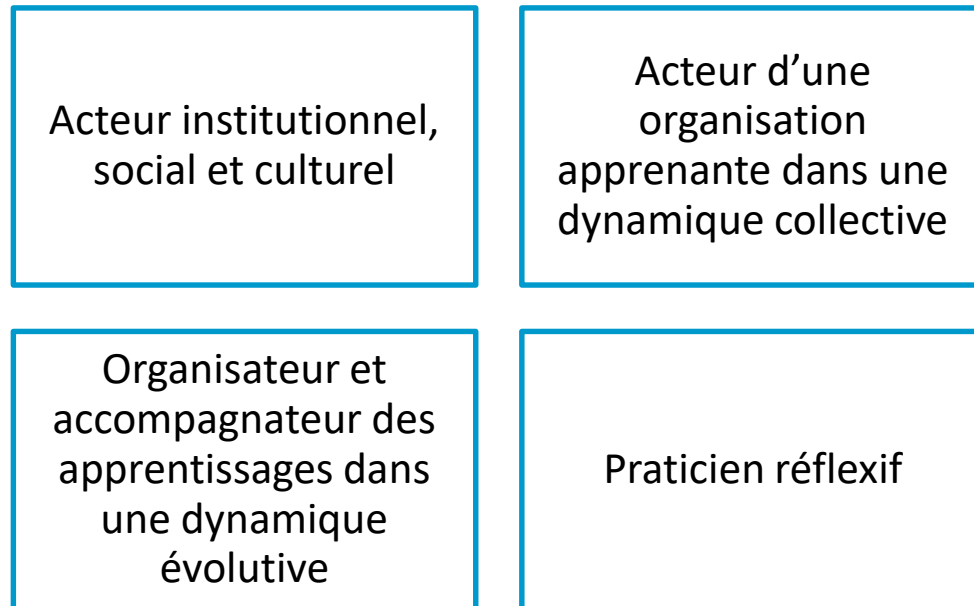 Acteur institutionnel,
social et culturel
Acteur d’une
organisation
apprenante dans une
dynamique collective
Organisateur et
accompagnateur des
apprentissages dans
une dynamique
évolutive
Praticien réflexif